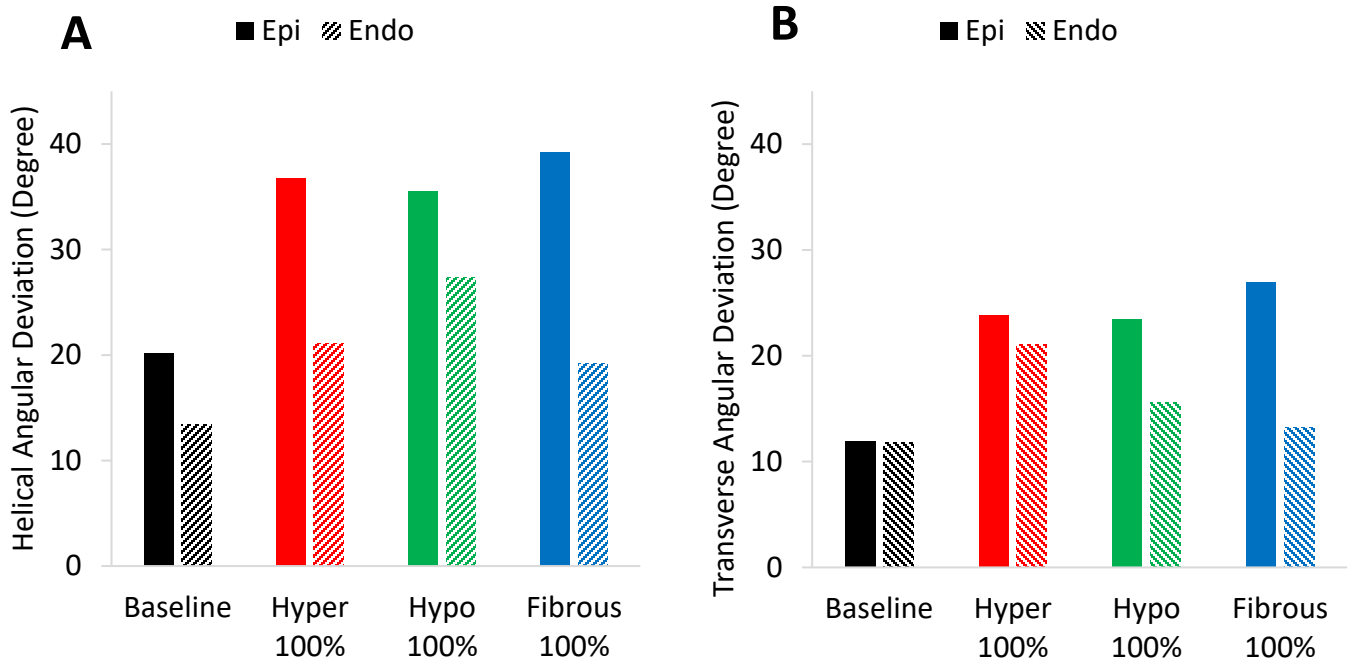 A
Epi Endo
Helical Angular Deviation (Degree)
40
30
20
10
0
Baseline Hyper 100% Hypo 100% Fibrous 100%
B
Epi Endo
Transverse Angular Deviation (Degree)
40
30
20
10
0
Baseline Hyper 100% Hypo 100% Fibrous 100%